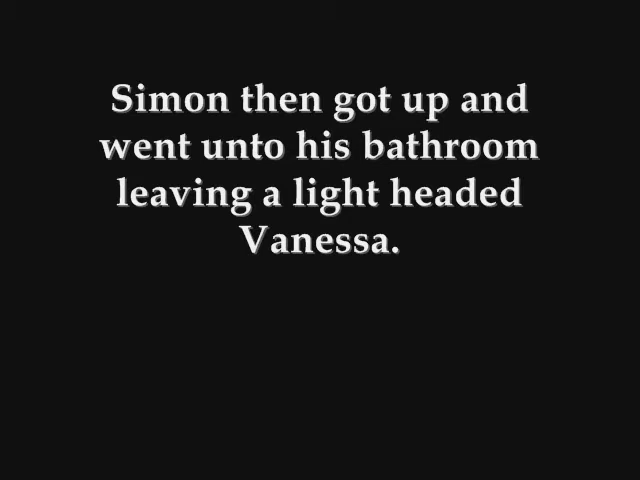 Simon then got up and
went unto his bathroom
leaving a light headed
Vanessa.